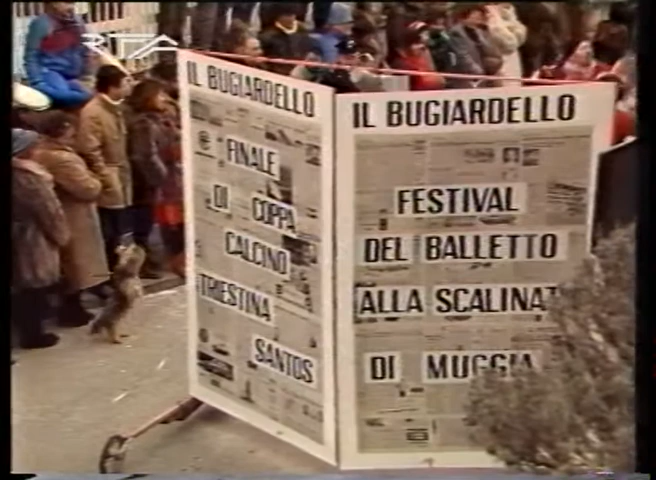 RTA
IL BUGIARDELLO
FINALE
DI COPPA
CALCINO
TRIESTINA
SANTOS
IL BUGIARDELLO
FESTIVAL
DEL BALLETTO
ALLA SCALINAT
DI MUGGIA